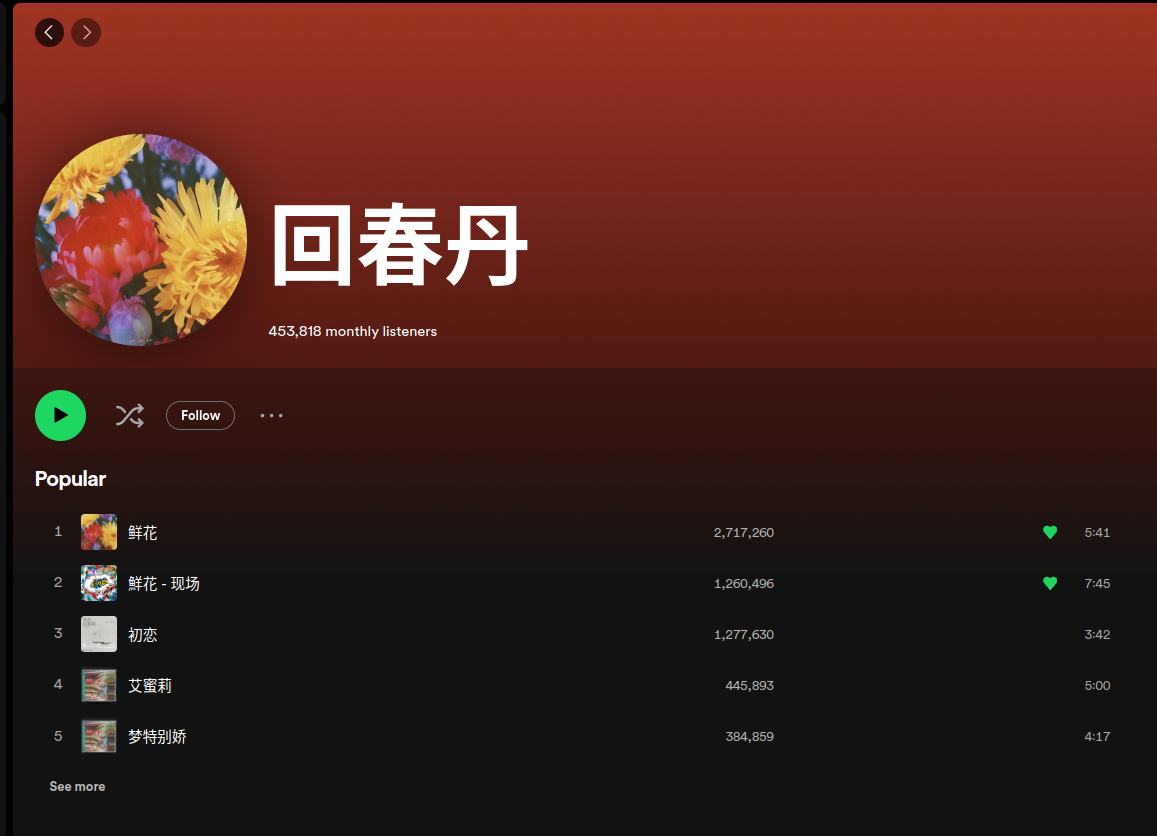 回春丹
453,818 monthly listeners
Follow
Popular
1 鲜花 2,717,260 5:41
2 鮮花 - 现场 1,260,496 7:45
3 初恋 1,277,630 3:42
4 艾蜜莉 445,893 5:00
5 梦特别娇 384,859 4:17
See more